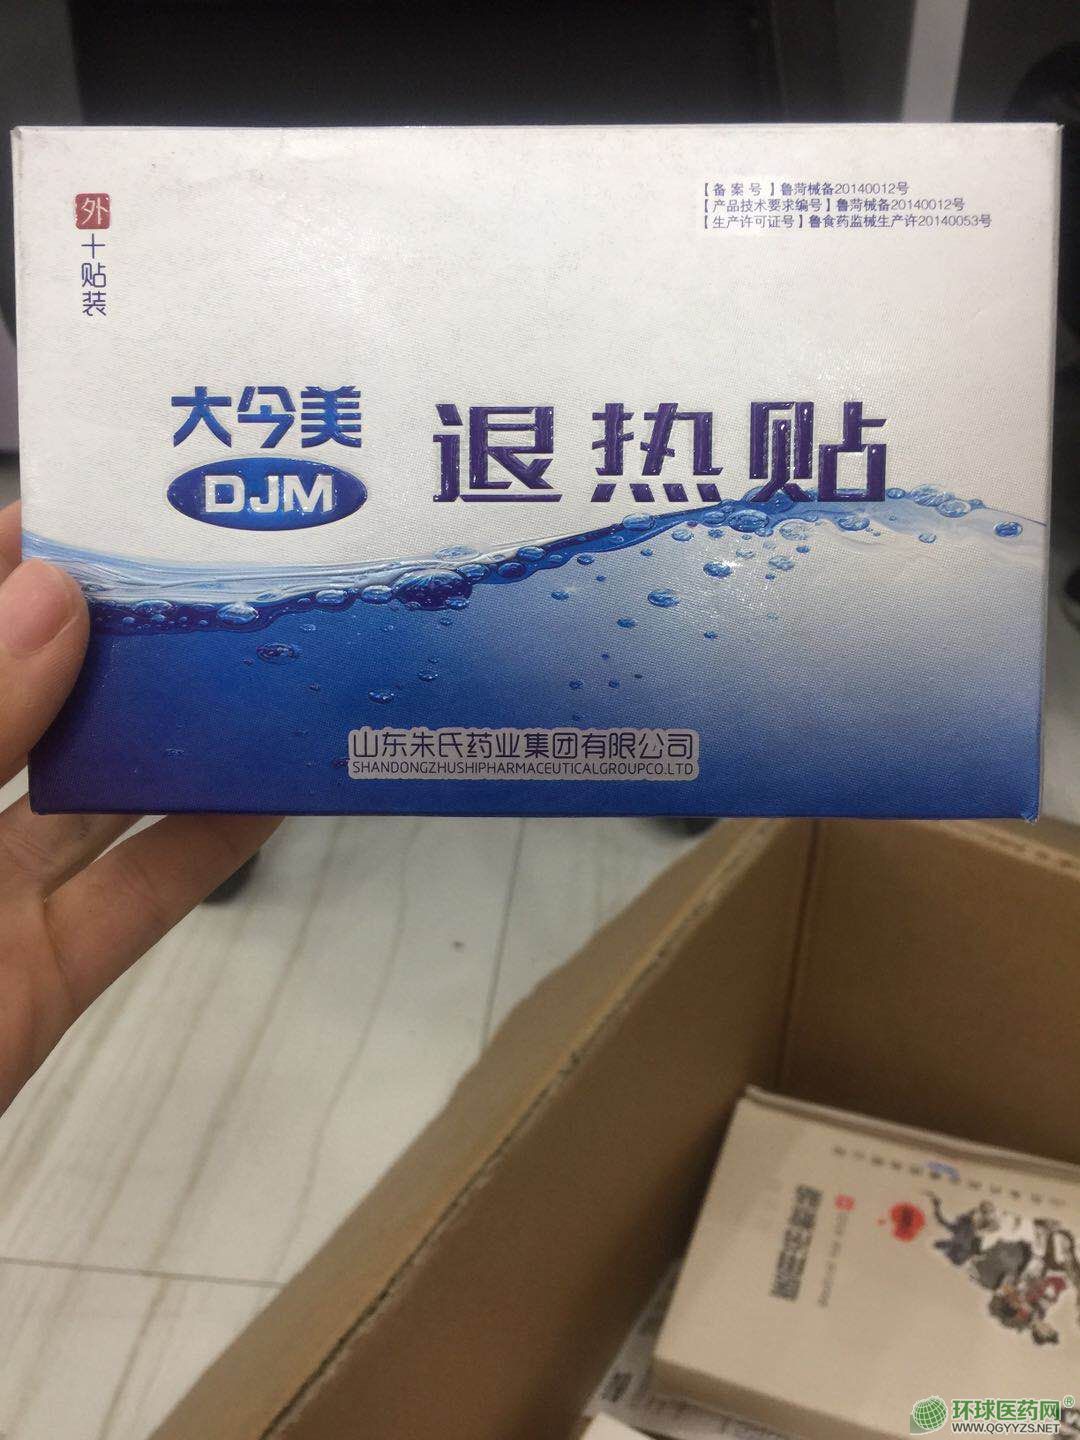 外
十贴装
【备 案 号】鲁菏械备20140012号
【产品技术要求编号】鲁菏械备20140012号
【生产许可证号】鲁食药监械生产许20140053号
大今美
DJM
退热贴
山东朱氏药业集团有限公司
SHANDONGZHUSHIPHARMACEUTICALGROUPCO.LTD
环球医药网®
WWW.QGYYZS.NET